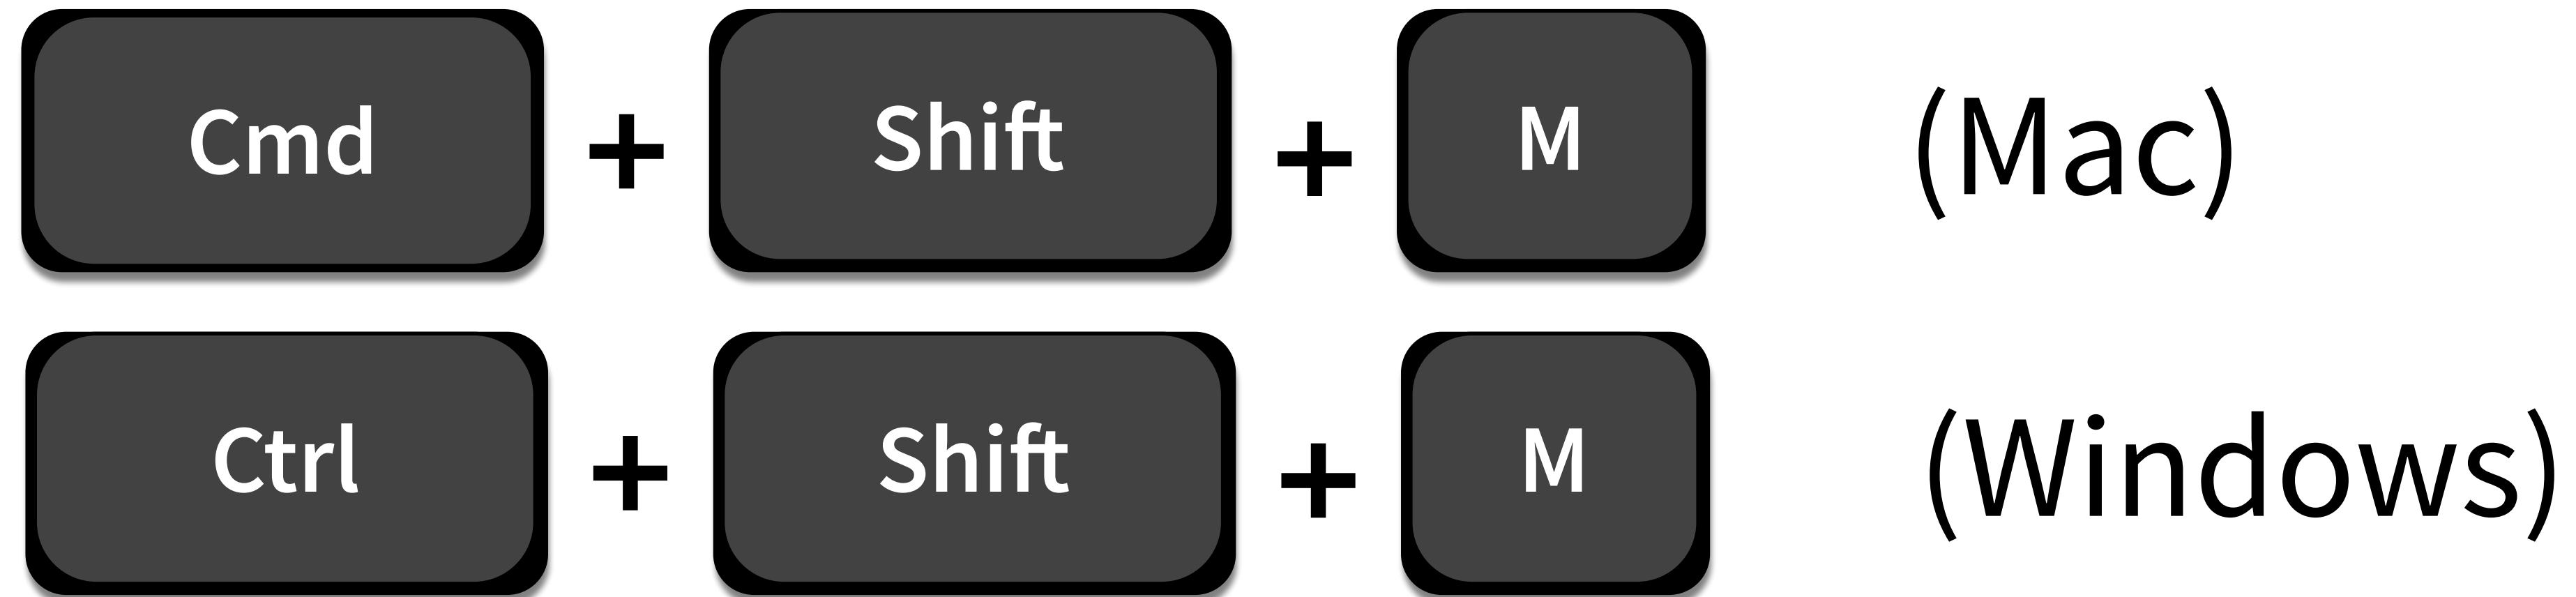 Cmd + Shift + M (Mac)
Ctrl + Shift + M (Windows)